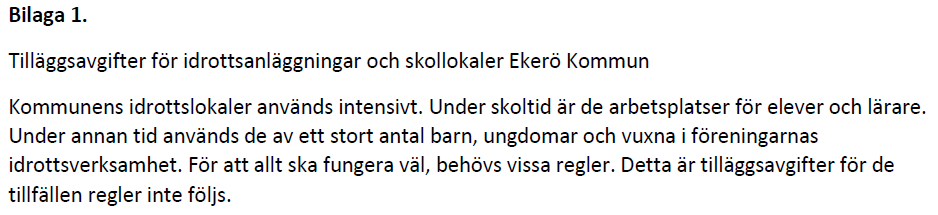 Bilaga 1.
Tilläggsavgifter för idrottsanläggningar och skollokaler Ekerö Kommun
Kommunens idrottslokaler används intensivt. Under skoltid är de arbetsplatser för elever och lärare.
Under annan tid används de av ett stort antal barn, ungdomar och vuxna i föreningarnas
idrottsverksamhet. För att allt ska fungera väl, behövs vissa regler. Detta är tilläggsavgifter för de
tillfällen regler inte följs.